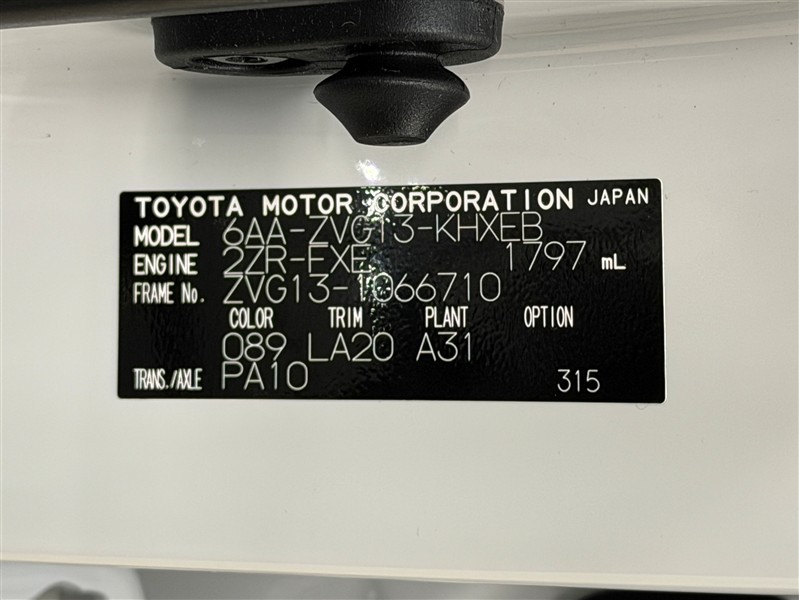 TOYOTA MOTOR CORPORATION JAPAN
MODEL 6AA-ZVG13-KHXEB
ENGINE 2ZR-FXE 1797 mL
FRAME No. ZVG13-1066710
COLOR TRIM PLANT OPTION
089 LA20 A31
TRANS./AXLE PA10 315